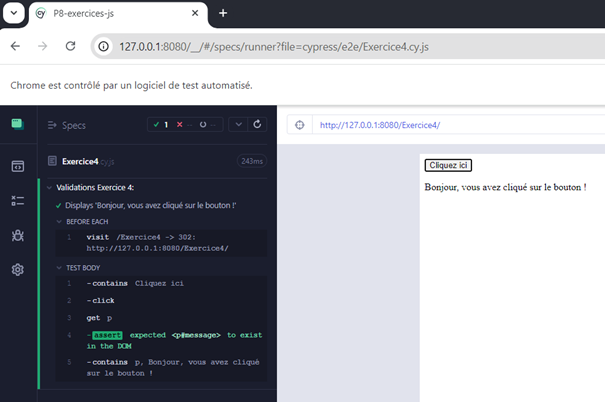 P8-exercices-js
127.0.0.1:8080/__/#/specs/runner?file=cypress/e2e/Exercice4.cy.js
Chrome est contrôlé par un logiciel de test automatisé.
Specs
1 -- --
http://127.0.0.1:8080/Exercice4/
Exercice4.cy.js 243ms
Validations Exercice 4:
Displays 'Bonjour, vous avez cliqué sur le bouton !'
BEFORE EACH
1 visit /Exercice4 -> 302:
http://127.0.0.1:8080/Exercice4/
TEST BODY
1 -contains Cliquez ici
2 -click
3 get p
4 -assert expected <p#message> to exist
in the DOM
5 -contains p, Bonjour, vous avez cliqué
sur le bouton !
Cliquez ici
Bonjour, vous avez cliqué sur le bouton !